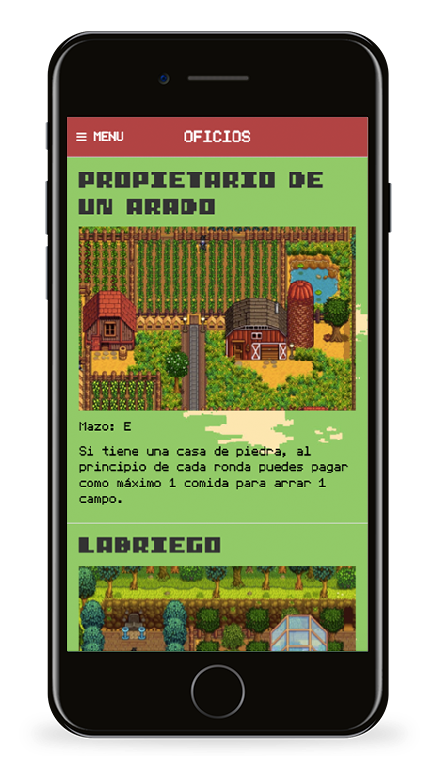 ≡ MENU
OFICIOS
PROPIETARIO DE
UN ARADO
Mazo: E
Si tiene una casa de piedra, al
principio de cada ronda puedes pagar
como máximo 1 comida para arrar 1
campo.
LABRIEGO